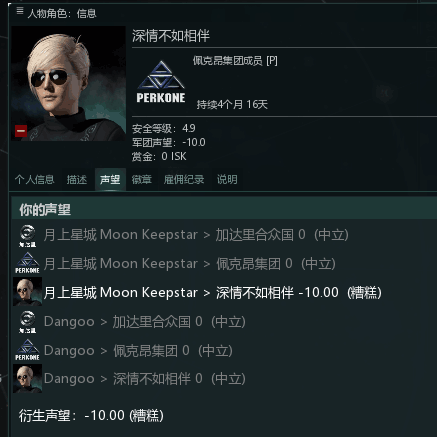 人物角色：信息
深情不如相伴
佩克昂集团成员 [P]
PERKONE
持续4个月 16天
安全等级：4.9
军团声望：-10.0
赏金：0 ISK
个人信息 描述 声望 徽章 雇佣纪录 说明
你的声望
月上星城 Moon Keepstar > 加达里合众国 0 (中立)
月上星城 Moon Keepstar > 佩克昂集团 0 (中立)
月上星城 Moon Keepstar > 深情不如相伴 -10.00 (糟糕)
Dangoo > 加达里合众国 0 (中立)
Dangoo > 佩克昂集团 0 (中立)
Dangoo > 深情不如相伴 0 (中立)
衍生声望：-10.00 (糟糕)